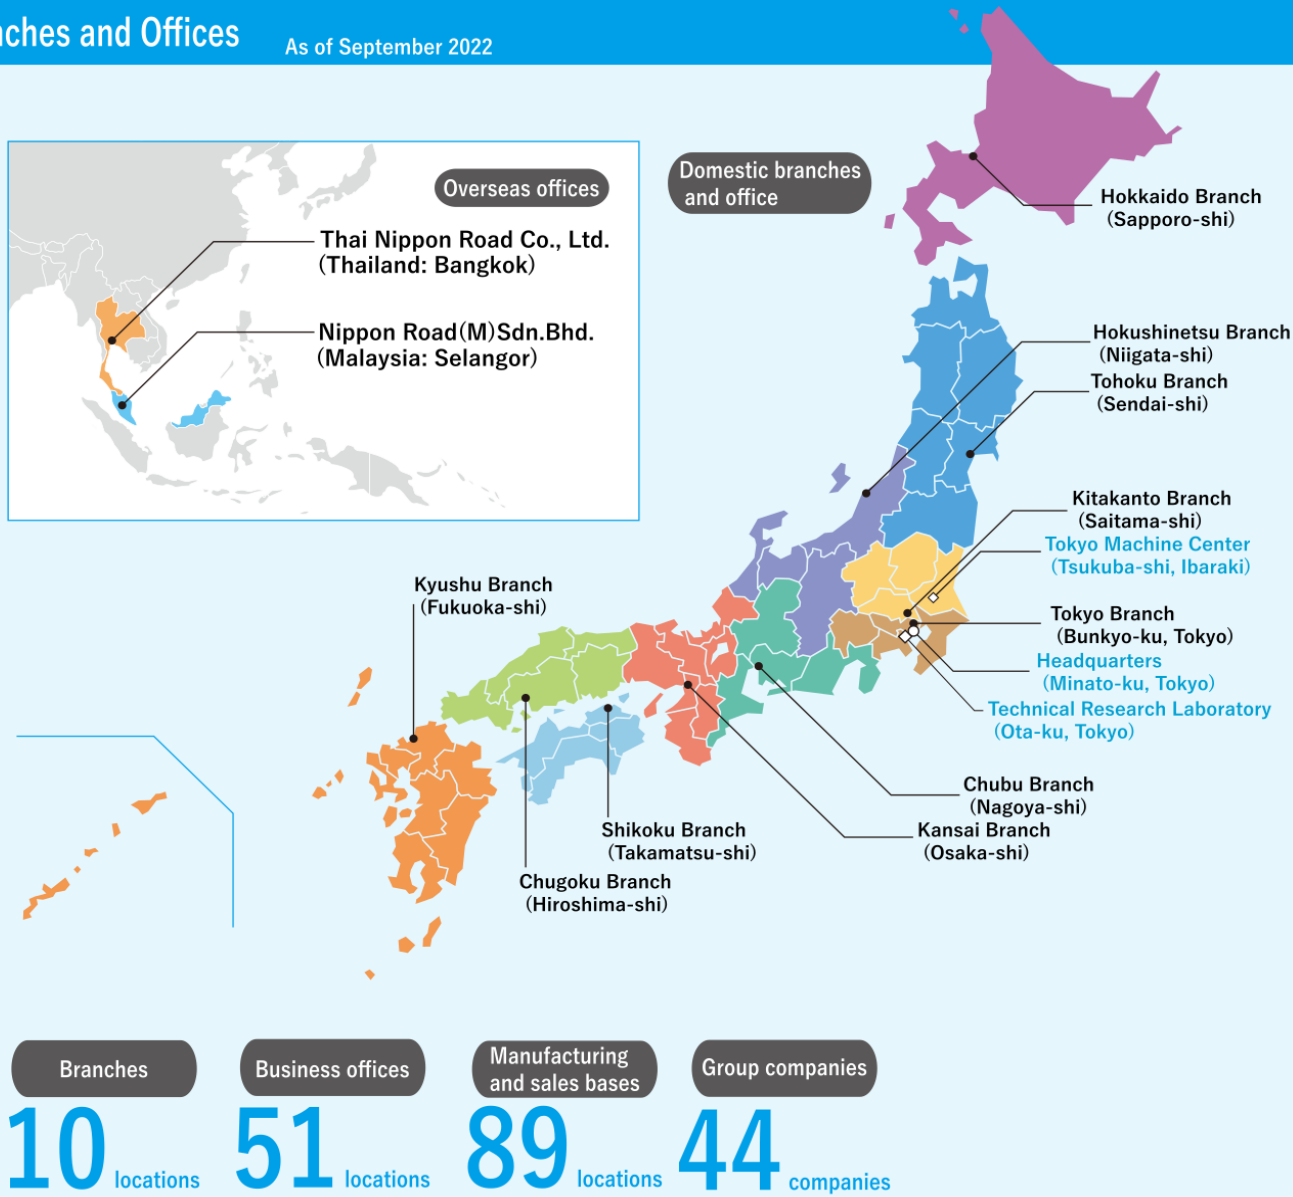 ches and Offices
As of September 2022
Overseas offices
Thai Nippon Road Co., Ltd.
(Thailand: Bangkok)
Nippon Road(M)Sdn.Bhd.
(Malaysia: Selangor)
Domestic branches
and office
Hokkaido Branch
(Sapporo-shi)
Hokushinetsu Branch
(Niigata-shi)
Tohoku Branch
(Sendai-shi)
Kitakanto Branch
(Saitama-shi)
Tokyo Machine Center
(Tsukuba-shi, Ibaraki)
Tokyo Branch
(Bunkyo-ku, Tokyo)
Headquarters
(Minato-ku, Tokyo)
Technical Research Laboratory
(Ota-ku, Tokyo)
Chubu Branch
(Nagoya-shi)
Kansai Branch
(Osaka-shi)
Kyushu Branch
(Fukuoka-shi)
Shikoku Branch
(Takamatsu-shi)
Chugoku Branch
(Hiroshima-shi)
Branches
10 locations
Business offices
51 locations
Manufacturing
and sales bases
89 locations
Group companies
44 companies